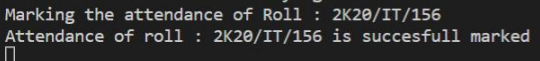 Marking the attendance of Roll : 2K20/IT/156
Attendance of roll : 2K20/IT/156 is succesfull marked